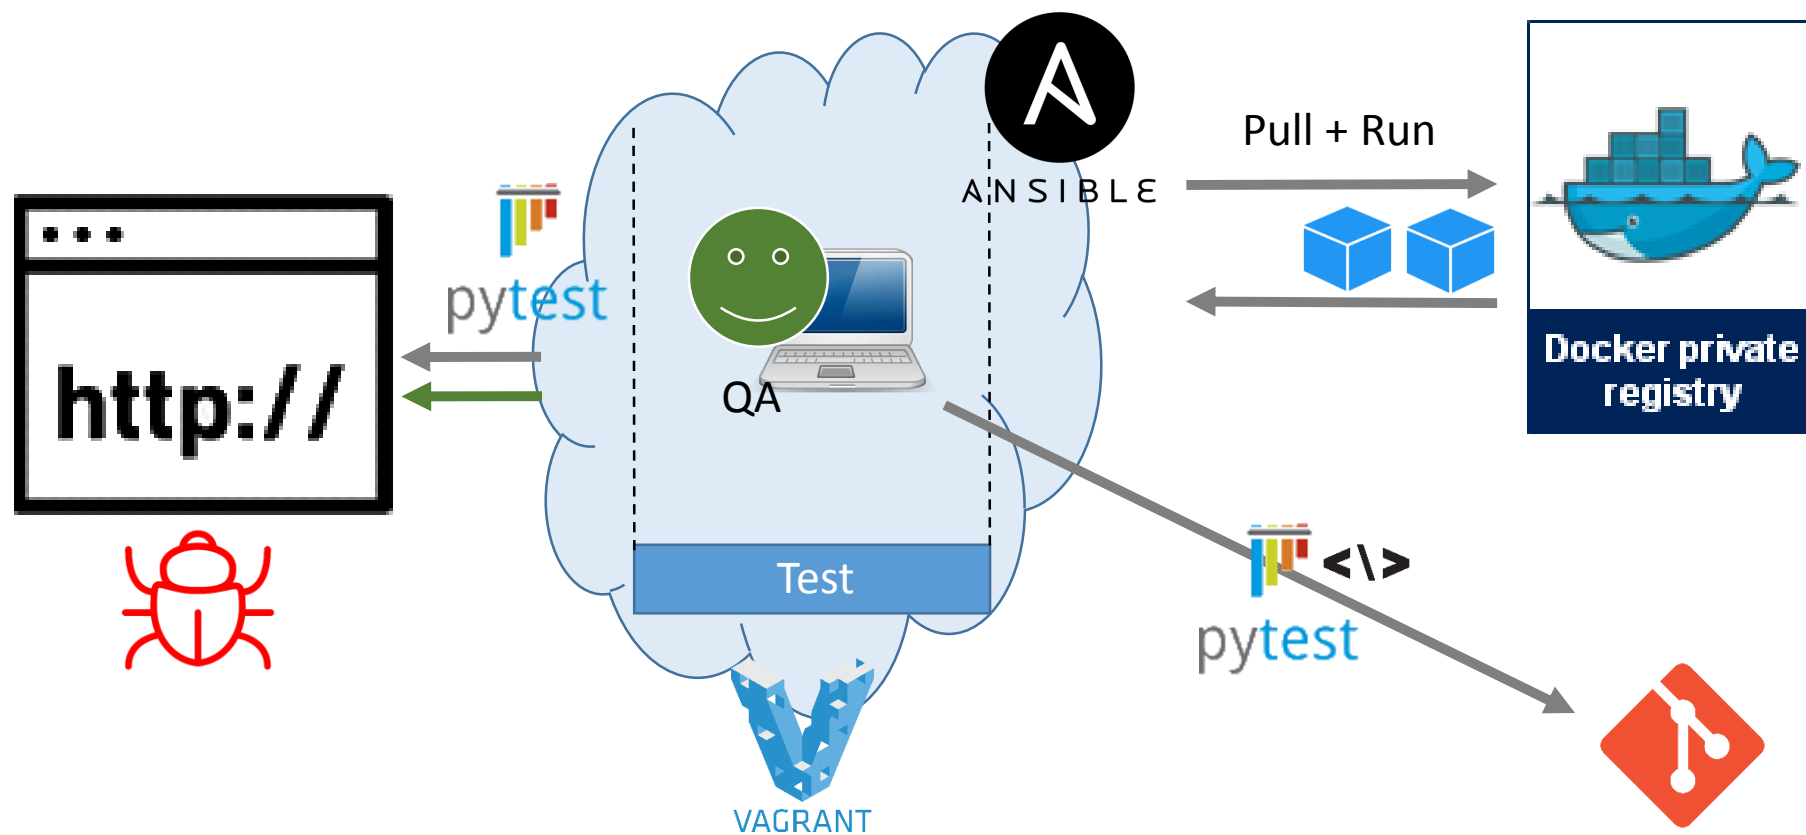 ANSIBLE
Pull + Run
pytest
http://
QA
Docker private
registry
Test
<\>
pytest
VAGRANT